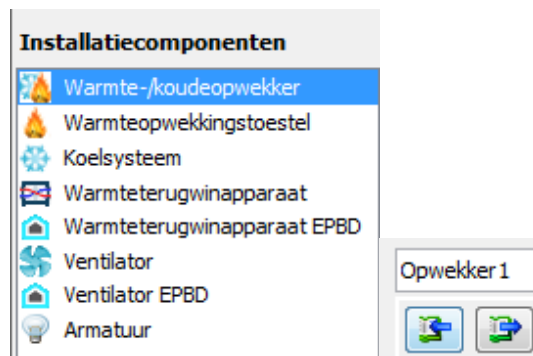 Installatiecomponenten
Warmte-/koudeopwekker
Warmteopwekkingstoestel
Koelsysteem
Warmteterugwinapparaat
Warmteterugwinapparaat EPBD
Ventilator
Ventilator EPBD
Armatuur
Opwekker 1